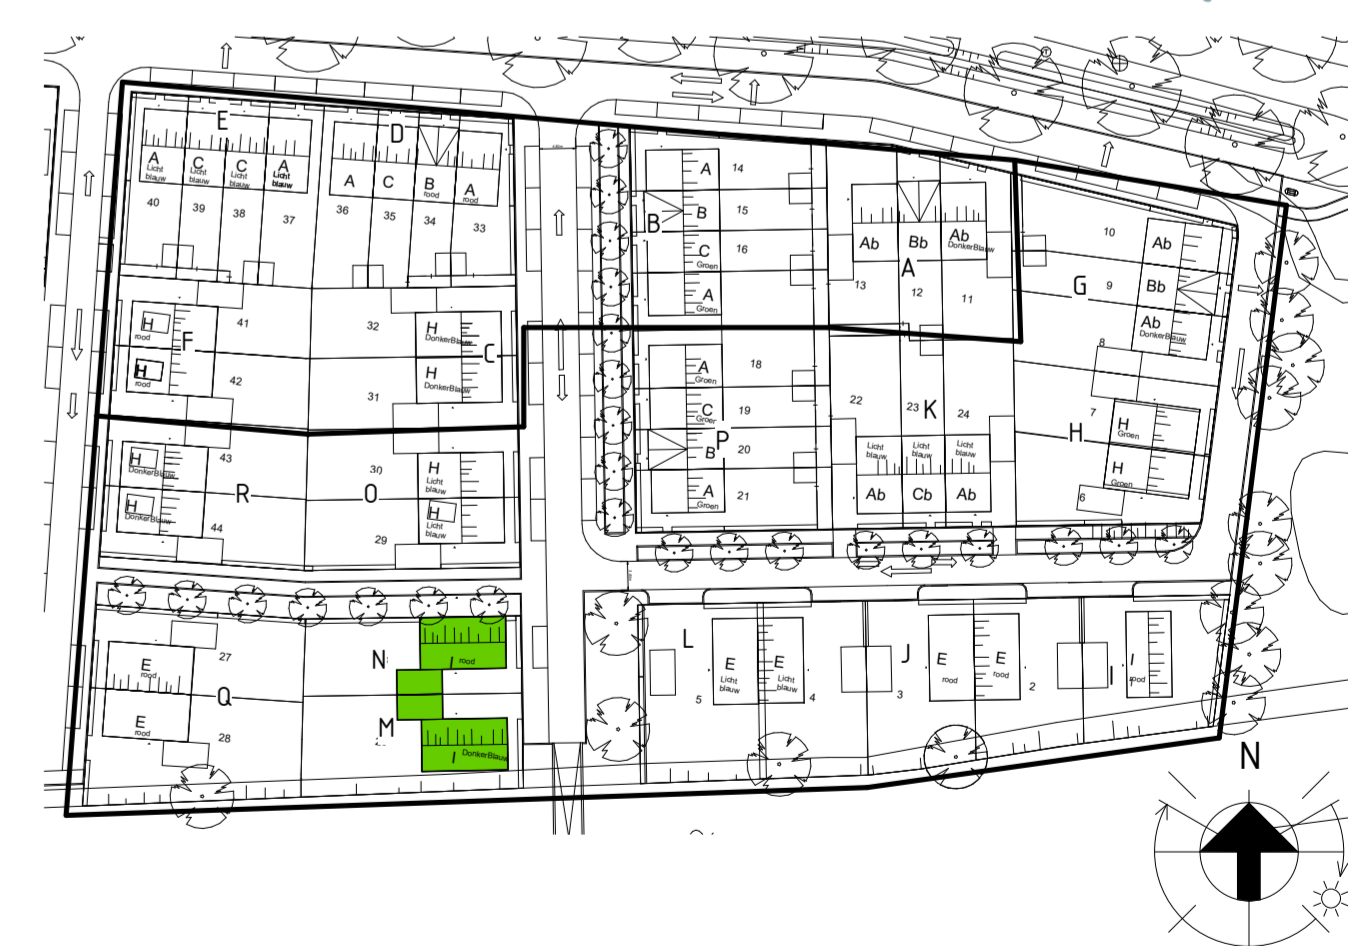 E
A
Licht
blauw
C
Licht
blauw
C
Licht
blauw
A
Licht
blauw
40
39
38
37
D
A
C
B
rood
A
rood
36
35
34
33
B
A
14
B
15
C
Groen
16
A
Groen
Ab
Bb
Ab
DonkerBlauw
A
13
12
11
10
Ab
G
9
Bb
Ab
DonkerBlauw
8
H
rood
41
F
H
rood
42
32
H
DonkerBlauw
C
H
DonkerBlauw
31
A
Groen
18
C
19
P
B
20
A
Groen
21
22
23
K
24
Licht
blauw
Licht
blauw
Licht
blauw
Ab
Cb
Ab
7
H
Groen
H
H
Groen
6
H
DonkerBlauw
43
R
H
DonkerBlauw
44
30
H
Licht
blauw
O
H
Licht
blauw
29
27
E
rood
Q
E
rood
28
N
I
rood
M
I
DonkerBlauw
L
E
Licht
blauw
E
Licht
blauw
5
4
J
E
rood
E
rood
3
2
I
I
rood
N